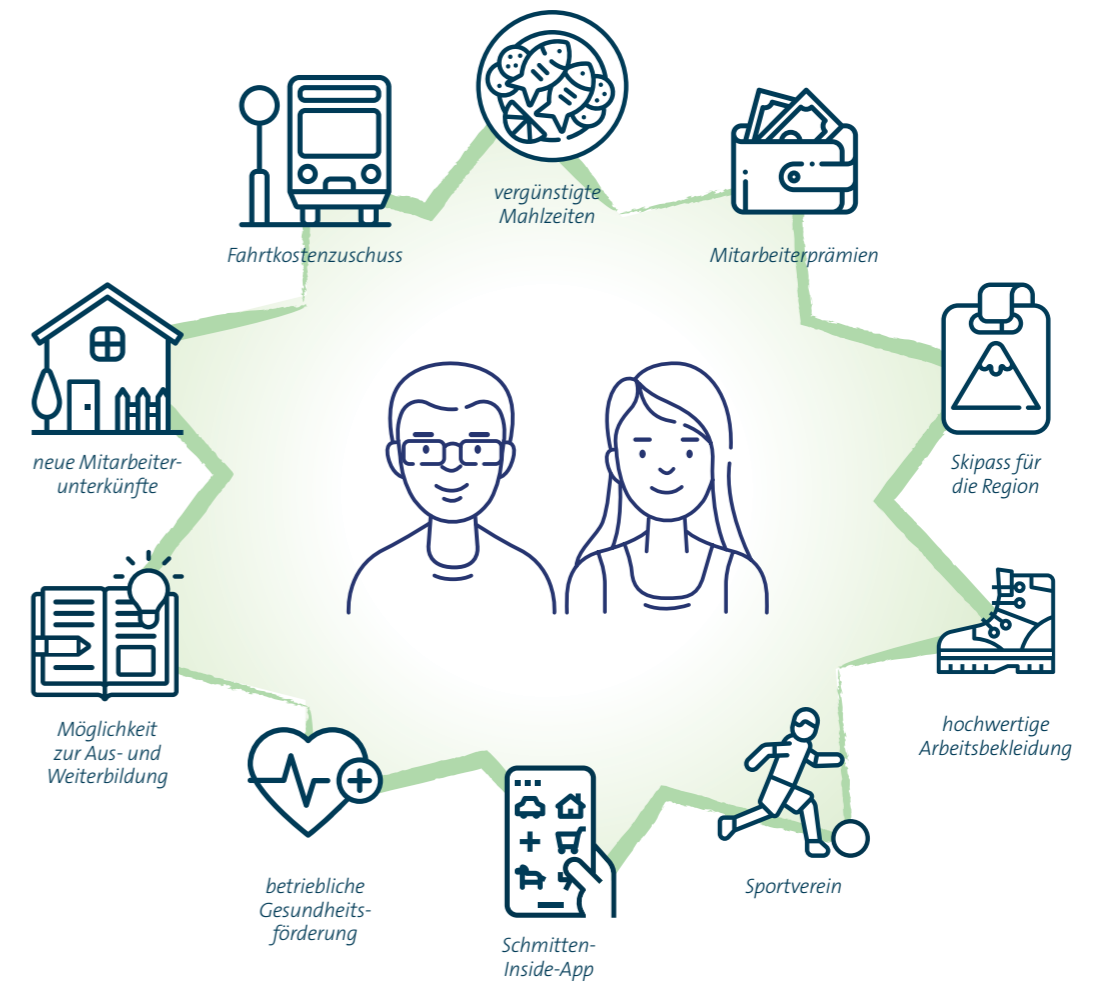 vergünstigte
Mahlzeiten
Fahrtkostenzuschuss
Mitarbeiterprämien
neue Mitarbeiter-
unterkünfte
Skipass für
die Region
Möglichkeit
zur Aus- und
Weiterbildung
hochwertige
Arbeitsbekleidung
betriebliche
Gesundheits-
förderung
Sportverein
Schmitten-
Inside-App